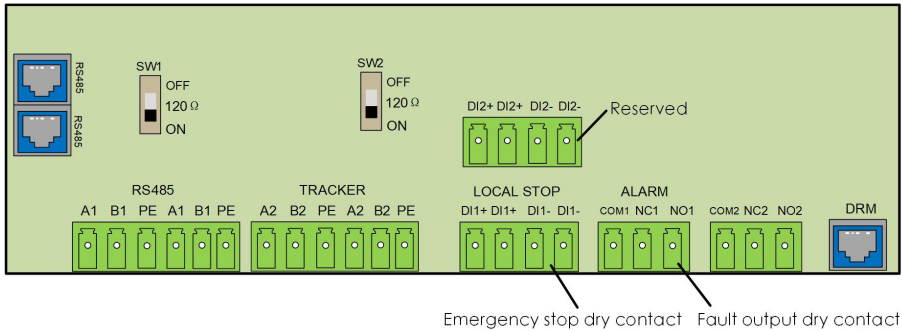 RS485
RS485
SW1
OFF
120 Ω
ON
SW2
OFF
120 Ω
ON
DI2+ DI2+ DI2- DI2-
Reserved
RS485
A1 B1 PE A1 B1 PE
TRACKER
A2 B2 PE A2 B2 PE
LOCAL STOP
DI1+ DI1+ DI1- DI1-
ALARM
COM1 NC1 NO1
COM2 NC2 NO2
DRM
Emergency stop dry contact
Fault output dry contact